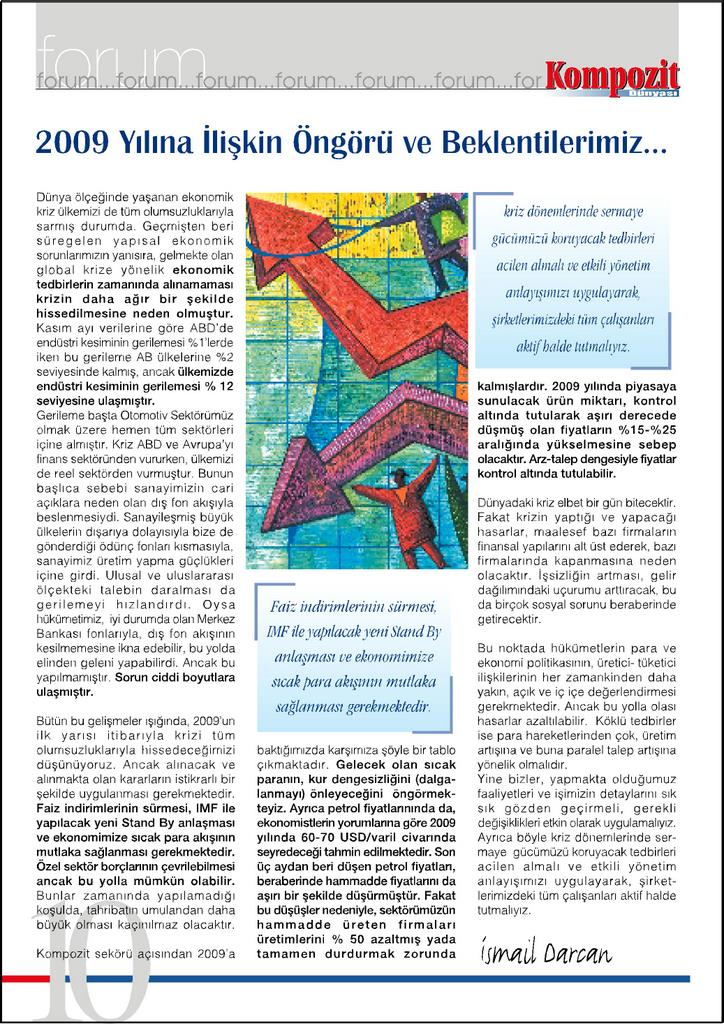 forum
forum...forum...forum...forum...forum...forum...for
Kompozit
Dünyası
2009 Yılına İlişkin Öngörü ve Beklentilerimiz...
Dünya ölçeğinde yaşanan ekonomik
kriz ülkemizi de tüm olumsuzluklarıyla
sarmış durumda. Geçmişten beri
süregelen yapısal ekonomik
sorunlarımızın yanısıra, gelmekte olan
global krize yönelik ekonomik
tedbirlerin zamanında alınamaması
krizin daha ağır bir şekilde
hissedilmesine neden olmuştur.
Kasım ayı verilerine göre ABD'de
endüstri kesiminin gerilemesi %1'lerde
iken bu gerileme AB ülkelerine %2
seviyesinde kalmış, ancak ülkemizde
endüstri kesiminin gerilemesi % 12
seviyesine ulaşmıştır.
Gerileme başta Otomotiv Sektörümüz
olmak üzere hemen tüm sektörleri
içine almıştır. Kriz ABD ve Avrupa'yı
finans sektöründen vururken, ülkemizi
de reel sektörden vurmuştur. Bunun
başlıca sebebi sanayimizin cari
açıklara neden olan dış fon akışıyla
beslenmesiydi. Sanayileşmiş büyük
ülkelerin dışarıya dolayısıyla bize de
gönderdiği ödünç fonları kısmasıyla,
sanayimiz üretim yapma güçlükleri
içine girdi. Ulusal ve uluslararası
ölçekteki talebin daralması da
gerilemeyi hızlandırdı. Oysa
hükümetimiz, iyi durumda olan Merkez
Bankası fonlarıyla, dış fon akışının
kesilmemesine ikna edebilir, bu yolda
elinden geleni yapabilirdi. Ancak bu
yapılmamıştır. Sorun ciddi boyutlara
ulaşmıştır.
Bütün bu gelişmeler ışığında, 2009'un
ilk yarısı itibarıyla krizi tüm
olumsuzluklarıyla hissedeceğimizi
düşünüyoruz. Ancak alınacak ve
alınmakta olan kararların istikrarlı bir
şekilde uygulanması gerekmektedir.
Faiz indirimlerinin sürmesi, IMF ile
yapılacak yeni Stand By anlaşması
ve ekonomimize sıcak para akışının
mutlaka sağlanması gerekmektedir.
Özel sektör borçlarının çevrilebilmesi
ancak bu yolla mümkün olabilir.
Bunlar zamanında yapılamadığı
koşulda, tahribatın umulandan daha
büyük olması kaçınılmaz olacaktır.
Kompozit sekörü açısından 2009'a
Faiz indirimlerinin sürmesi,
IMF ile yapılacak yeni Stand By
anlaşması ve ekonomimize
sıcak para akışının mutlaka
sağlanması gerekmektedir.
baktığımızda karşımıza şöyle bir tablo
çıkmaktadır. Gelecek olan sıcak
paranın, kur dengesizliğini (dalga-
lanmayı) önleyeceğini öngörmek-
teyiz. Ayrıca petrol fiyatlarınında da,
ekonomistlerin yorumlarına göre 2009
yılında 60-70 USD/varil civarında
seyredeceği tahmin edilmektedir. Son
üç aydan beri düşen petrol fiyatları,
beraberinde hammadde fiyatlarını da
aşırı bir şekilde düşürmüştür. Fakat
bu düşüşler nedeniyle, sektörümüzün
hammadde üreten firmaları
üretimlerini % 50 azaltmış yada
tamamen durdurmak zorunda
kriz dönemlerinde sermaye
gücümüzü koruyacak tedbirleri
acilen almalı ve etkili yönetim
anlayışımızı uygulayarak,
şirketlerimizdeki tüm çalışanları
aktif halde tutmalıyız.
kalmışlardır. 2009 yılında piyasaya
sunulacak ürün miktarı, kontrol
altında tutularak aşırı derecede
düşmüş olan fiyatların %15-%25
aralığında yükselmesine sebep
olacaktır. Arz-talep dengesiyle fiyatlar
kontrol altında tutulabilir.
Dünyadaki kriz elbet bir gün bitecektir.
Fakat krizin yaptığı ve yapacağı
hasarlar, maalesef bazı firmaların
finansal yapılarını alt üst ederek, bazı
firmalarında kapanmasına neden
olacaktır. İşsizliğin artması, gelir
dağılımındaki uçurumu arttıracak, bu
da birçok sosyal sorunu beraberinde
getirecektir.
Bu noktada hükümetlerin para ve
ekonomi politikasının, üretici- tüketici
ilişkilerinin her zamankinden daha
yakın, açık ve iç içe değerlendirmesi
gerekmektedir. Ancak bu yolla olası
hasarlar azaltılabilir. Köklü tedbirler
ise para hareketlerinden çok, üretim
artışına ve buna paralel talep artışına
yönelik olmalıdır.
Yine bizler, yapmakta olduğumuz
faaliyetleri ve işimizin detaylarını sık
sık gözden geçirmeli, gerekli
değişiklikleri etkin olarak uygulamalıyız.
Ayrıca böyle kriz dönemlerinde ser-
maye gücümüzü koruyacak tedbirleri
acilen almalı ve etkili yönetim
anlayışımızı uygulayarak, şirket-
lerimizdeki tüm çalışanları aktif halde
tutmalıyız.
İsmail Darcan
10